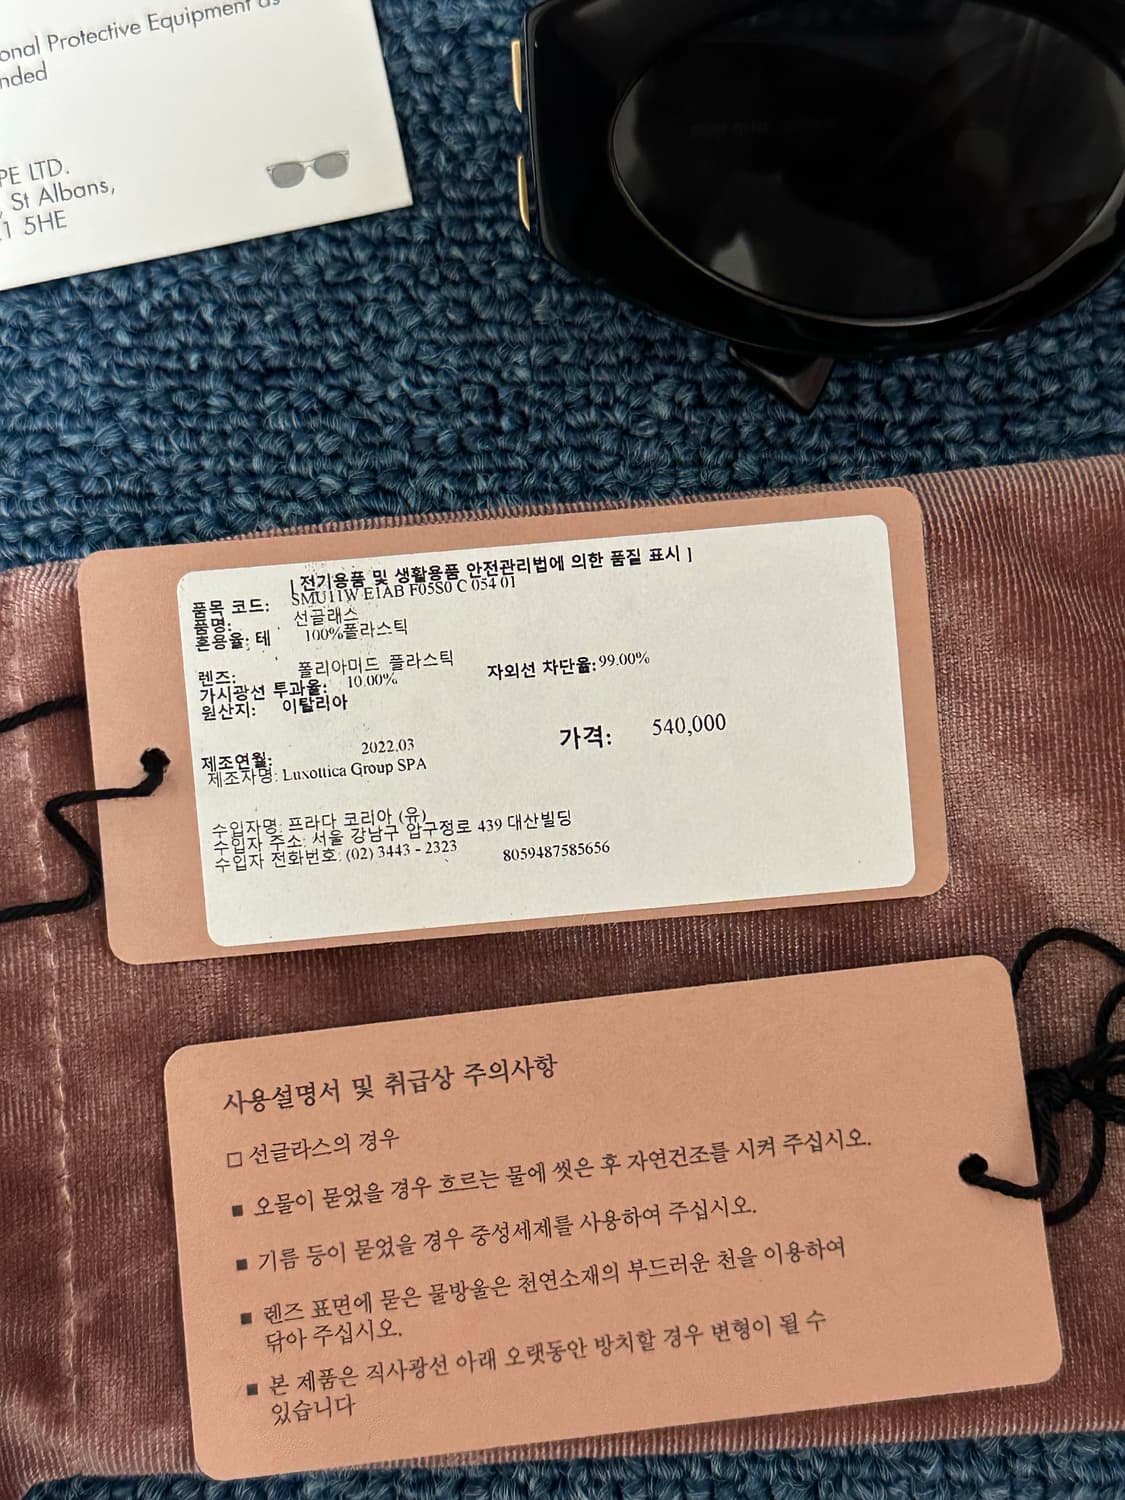 onal Protective Equipment as
nded
PE LTD.
, St Albans,
1 5HE
[ 전기용품 및 생활용품 안전관리법에 의한 품질 표시 ]
품목 코드: SMU11W E1AB F05S0 C 054 01
품명: 선글래스
혼용율: 테 100%플라스틱
렌즈: 폴리아머드 플라스틱
가시광선 투과율: 10.00% 자외선 차단율: 99.00%
원산지: 이탈리아
제조연월: 2022.03 가격: 540,000
제조자명: Luxottica Group SPA
수입자명: 프라다 코리아 (유)
수입자 주소: 서울 강남구 압구정로 439 대산빌딩
수입자 전화번호: (02) 3443 - 2323 8059487585656
사용설명서 및 취급상 주의사항
□ 선글라스의 경우
■ 오물이 묻었을 경우 흐르는 물에 씻은 후 자연건조를 시켜 주십시오.
■ 기름 등이 묻었을 경우 중성세제를 사용하여 주십시오.
■ 렌즈 표면에 묻은 물방울은 천연소재의 부드러운 천을 이용하여
닦아 주십시오.
■ 본 제품은 직사광선 아래 오랫동안 방치할 경우 변형이 될 수
있습니다